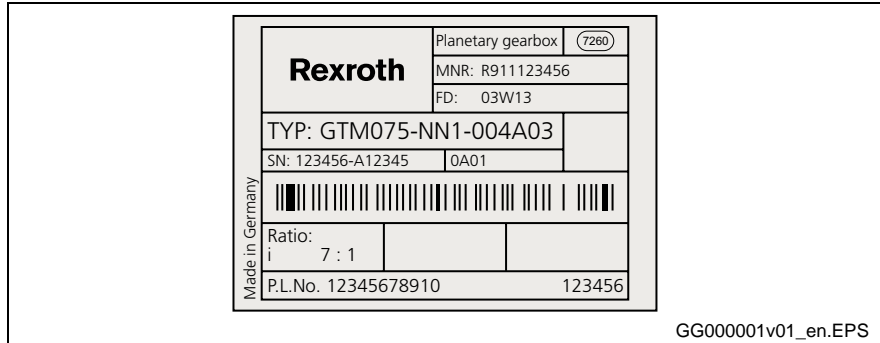 Planetary gearbox 7260
Rexroth
MNR: R911123456
FD: 03W13
TYP: GTM075-NN1-004A03
SN: 123456-A12345 0A01
Made in Germany
Ratio:
i 7 : 1
P.L.No. 12345678910 123456
GG000001v01_en.EPS